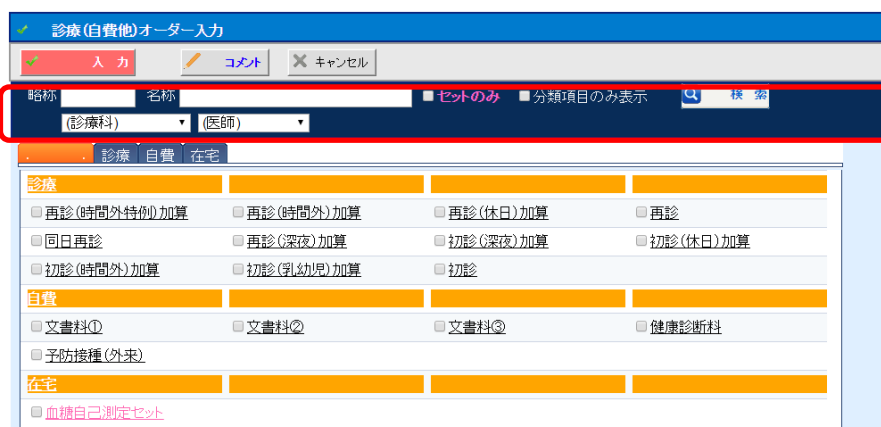 診療(自費他)オーダー入力
入 力 コメント キャンセル
略称 名称 セットのみ 分類項目のみ表示 検 索
(診療科) (医師)
診療 自費 在宅
診療
再診(時間外特例)加算 再診(時間外)加算 再診(休日)加算 再診
同日再診 再診(深夜)加算 初診(深夜)加算 初診(休日)加算
初診(時間外)加算 初診(乳幼児)加算 初診
自費
文書料① 文書料② 文書料③ 健康診断料
予防接種(外来)
在宅
血糖自己測定セット